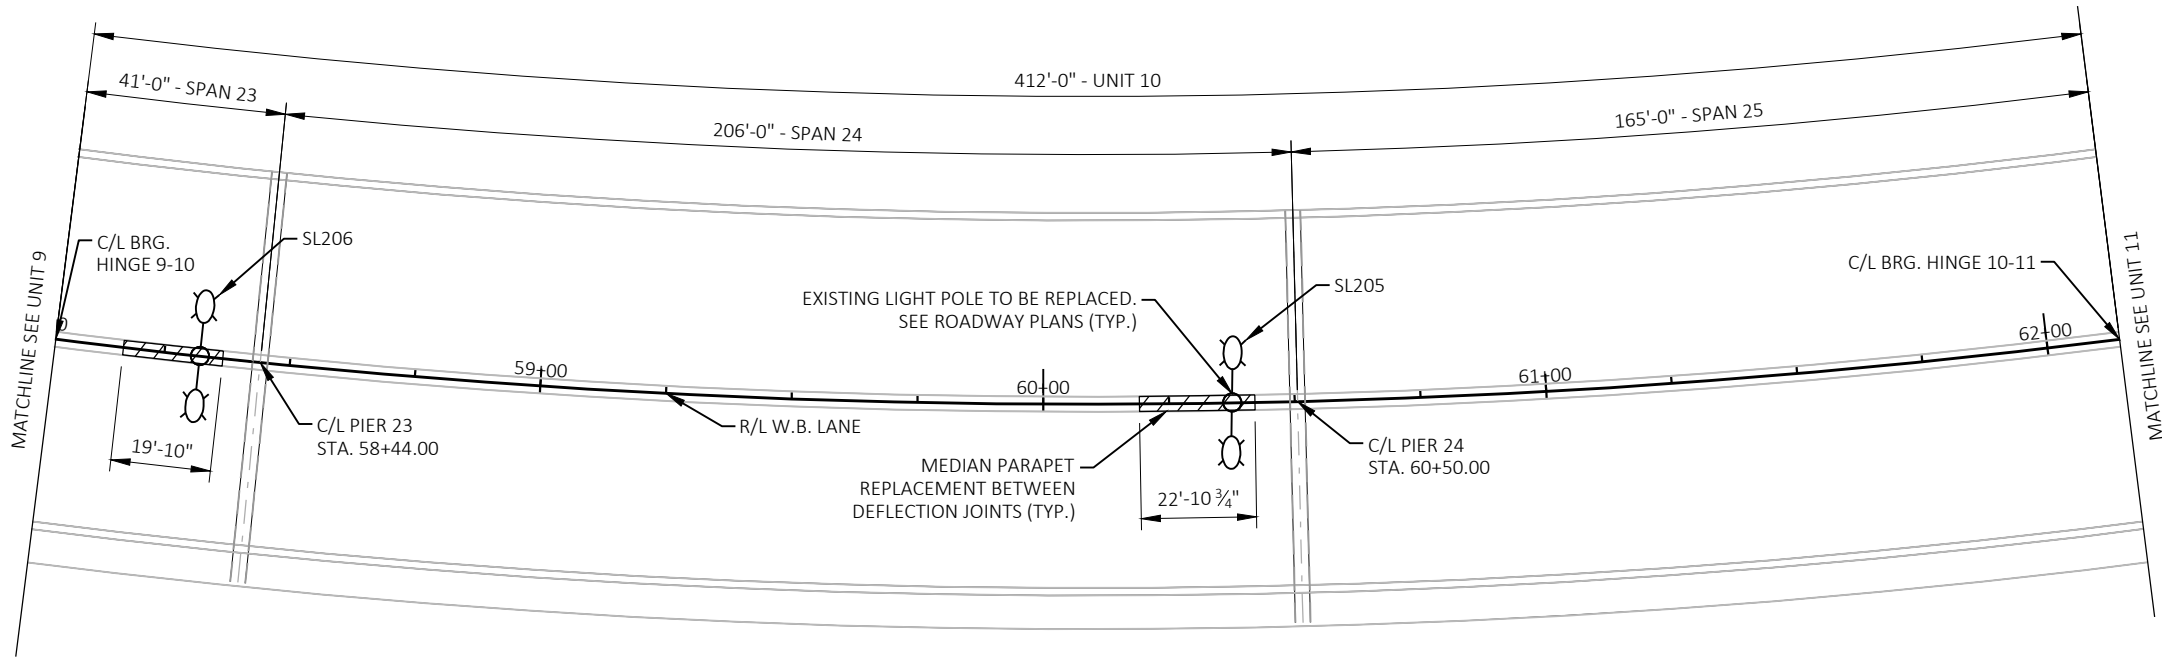 412'-0" - UNIT 10
41'-0" - SPAN 23
206'-0" - SPAN 24
165'-0" - SPAN 25
MATCHLINE SEE UNIT 9
C/L BRG.
HINGE 9-10
SL206
EXISTING LIGHT POLE TO BE REPLACED.
SEE ROADWAY PLANS (TYP.)
SL205
C/L BRG. HINGE 10-11
MATCHLINE SEE UNIT 11
0
59+00
60+00
61+00
62+00
C/L PIER 23
STA. 58+44.00
R/L W.B. LANE
19'-10"
MEDIAN PARAPET
REPLACEMENT BETWEEN
DEFLECTION JOINTS (TYP.)
22'-10 ¾"
C/L PIER 24
STA. 60+50.00